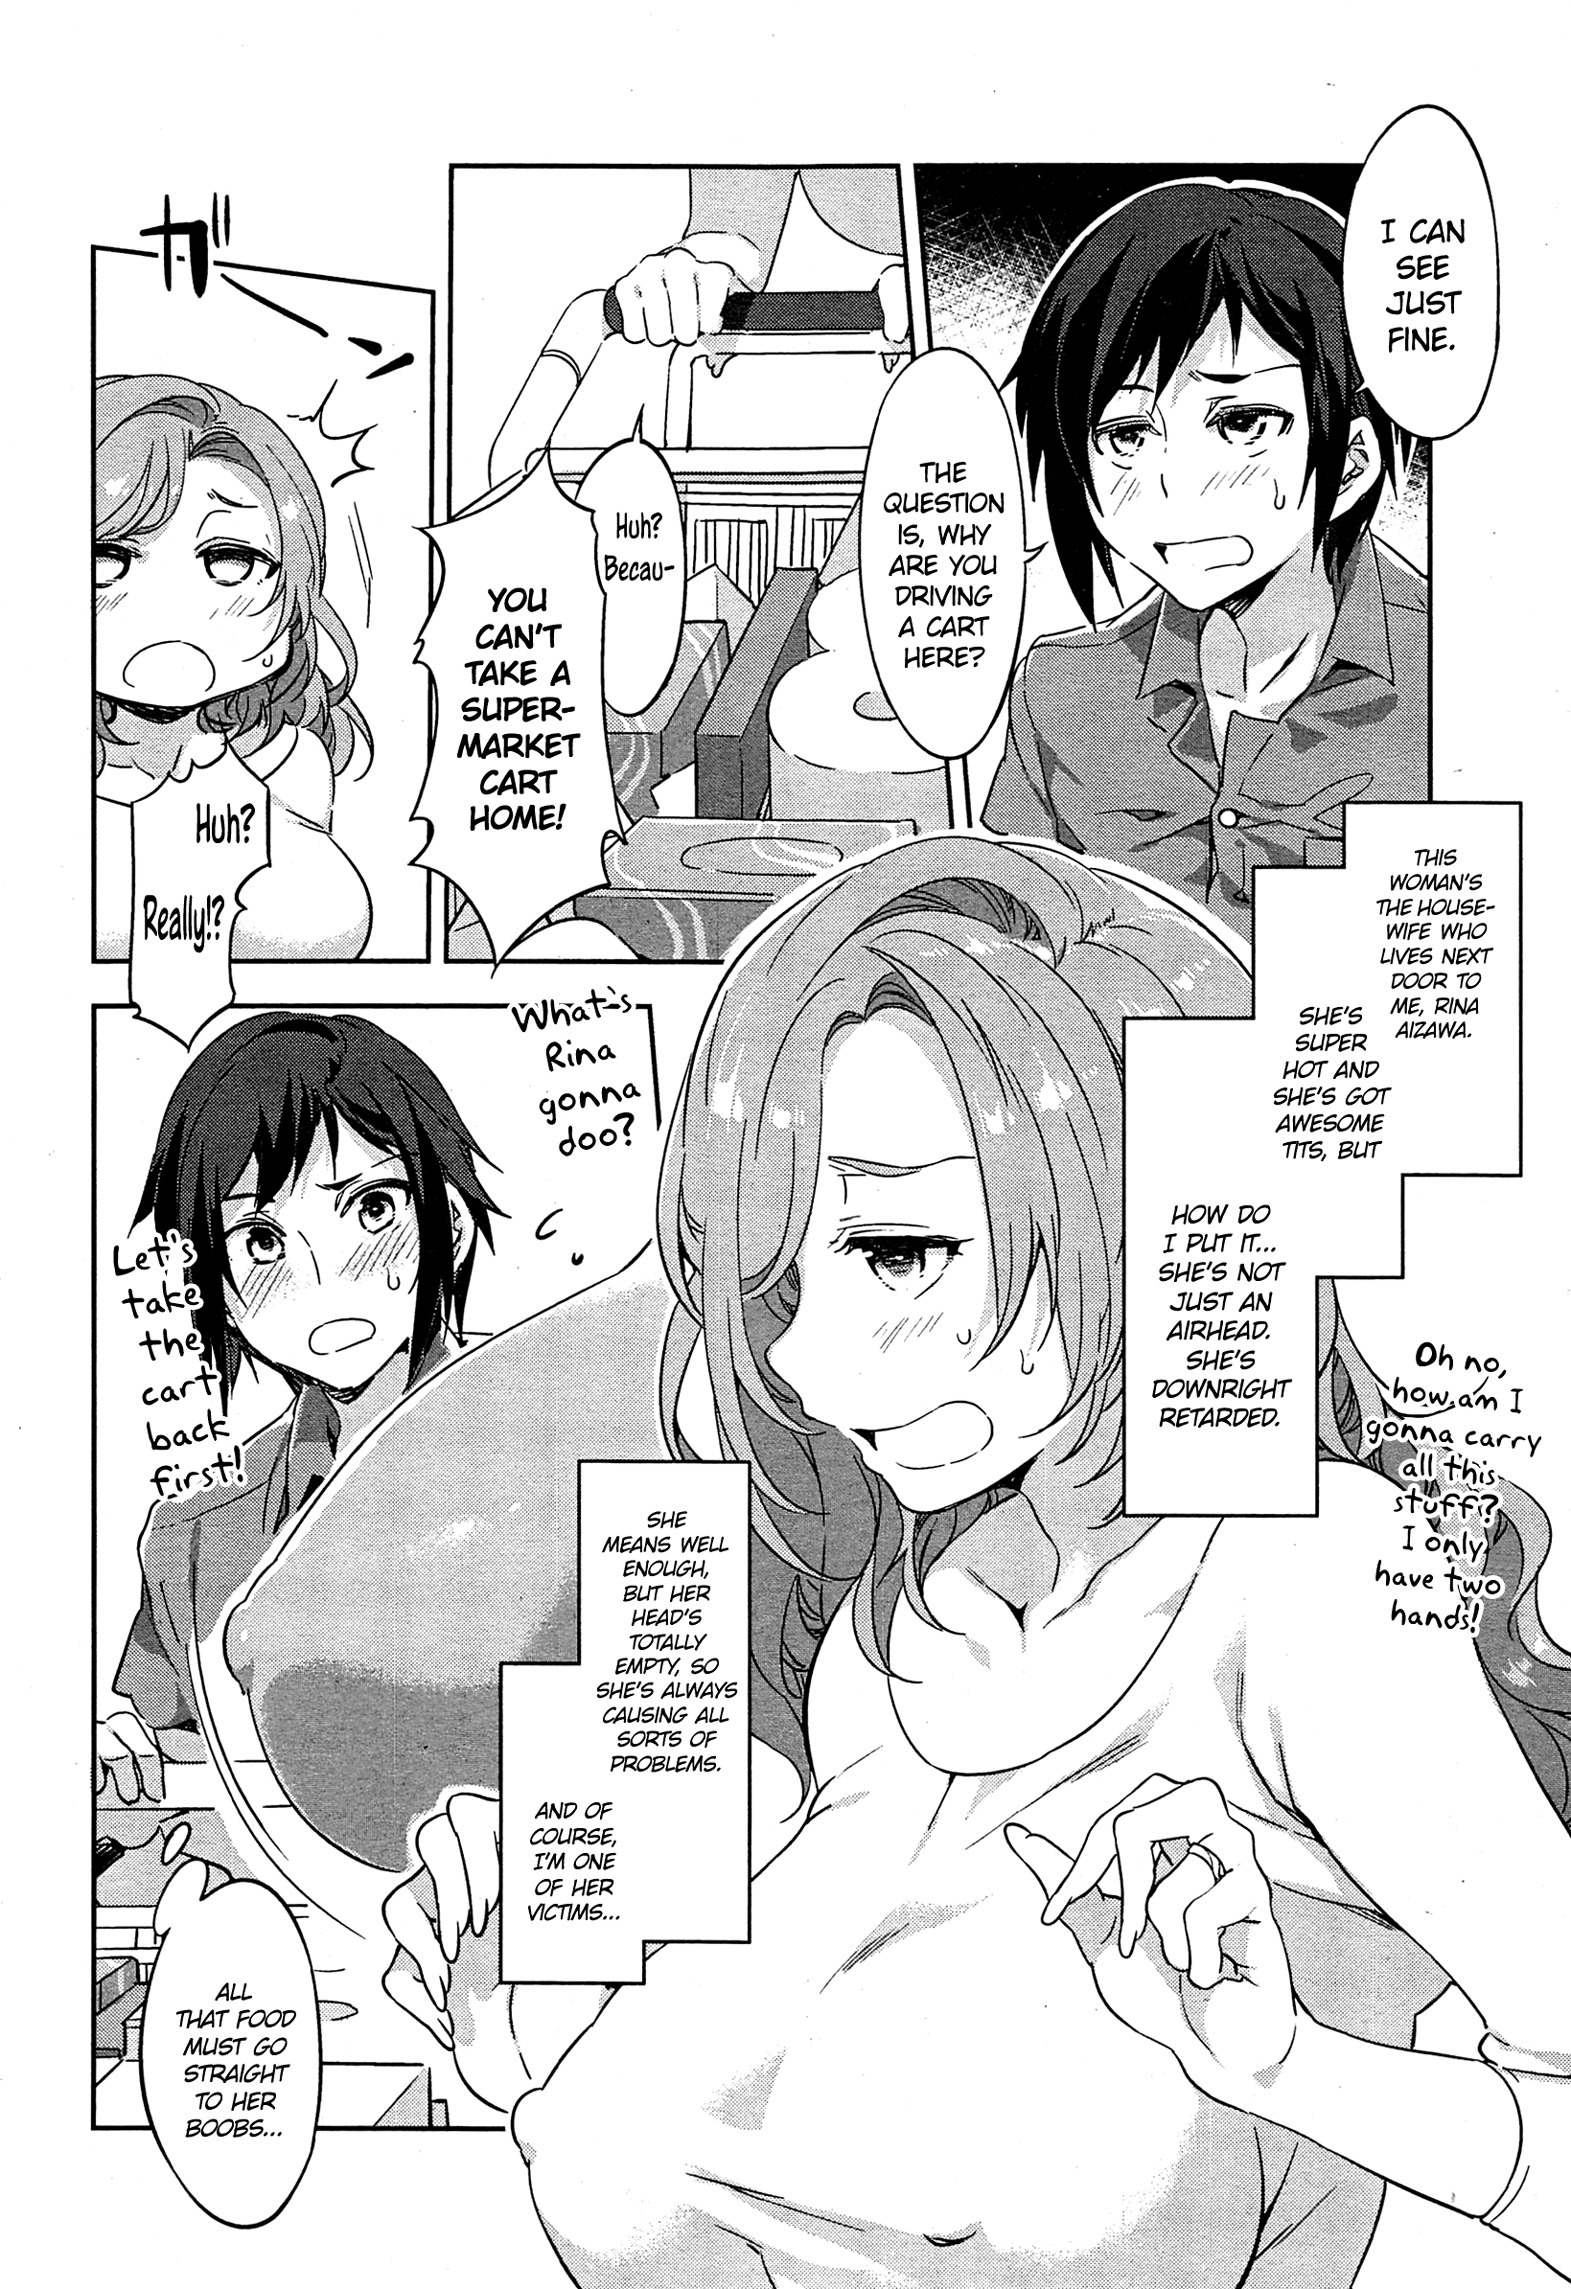 I CAN
SEE
JUST
FINE.
THE
QUESTION
IS, WHY
ARE YOU
DRIVING
A CART
HERE?
Huh?
Becau-
YOU
CAN'T
TAKE A
SUPER-
MARKET
CART
HOME!
ガガ
Huh?
Really!?
THIS
WOMAN'S
THE HOUSE-
WIFE WHO
LIVES NEXT
DOOR TO
ME, RINA
AIZAWA.
SHE'S
SUPER
HOT AND
SHE'S GOT
AWESOME
TITS, BUT
HOW DO
I PUT IT...
SHE'S NOT
JUST AN
AIRHEAD.
SHE'S
DOWNRIGHT
RETARDED.
Oh no,
how am I
gonna carry
all this
stuff?
I only
have two
hands!
SHE
MEANS WELL
ENOUGH,
BUT HER
HEAD'S
TOTALLY
EMPTY, SO
SHE'S ALWAYS
CAUSING ALL
SORTS OF
PROBLEMS.
AND OF
COURSE,
I'M ONE
OF HER
VICTIMS...
What's
Rina
gonna
doo?
Let's
take
the
cart
back
first!
ALL
THAT FOOD
MUST GO
STRAIGHT
TO HER
BOOBS...